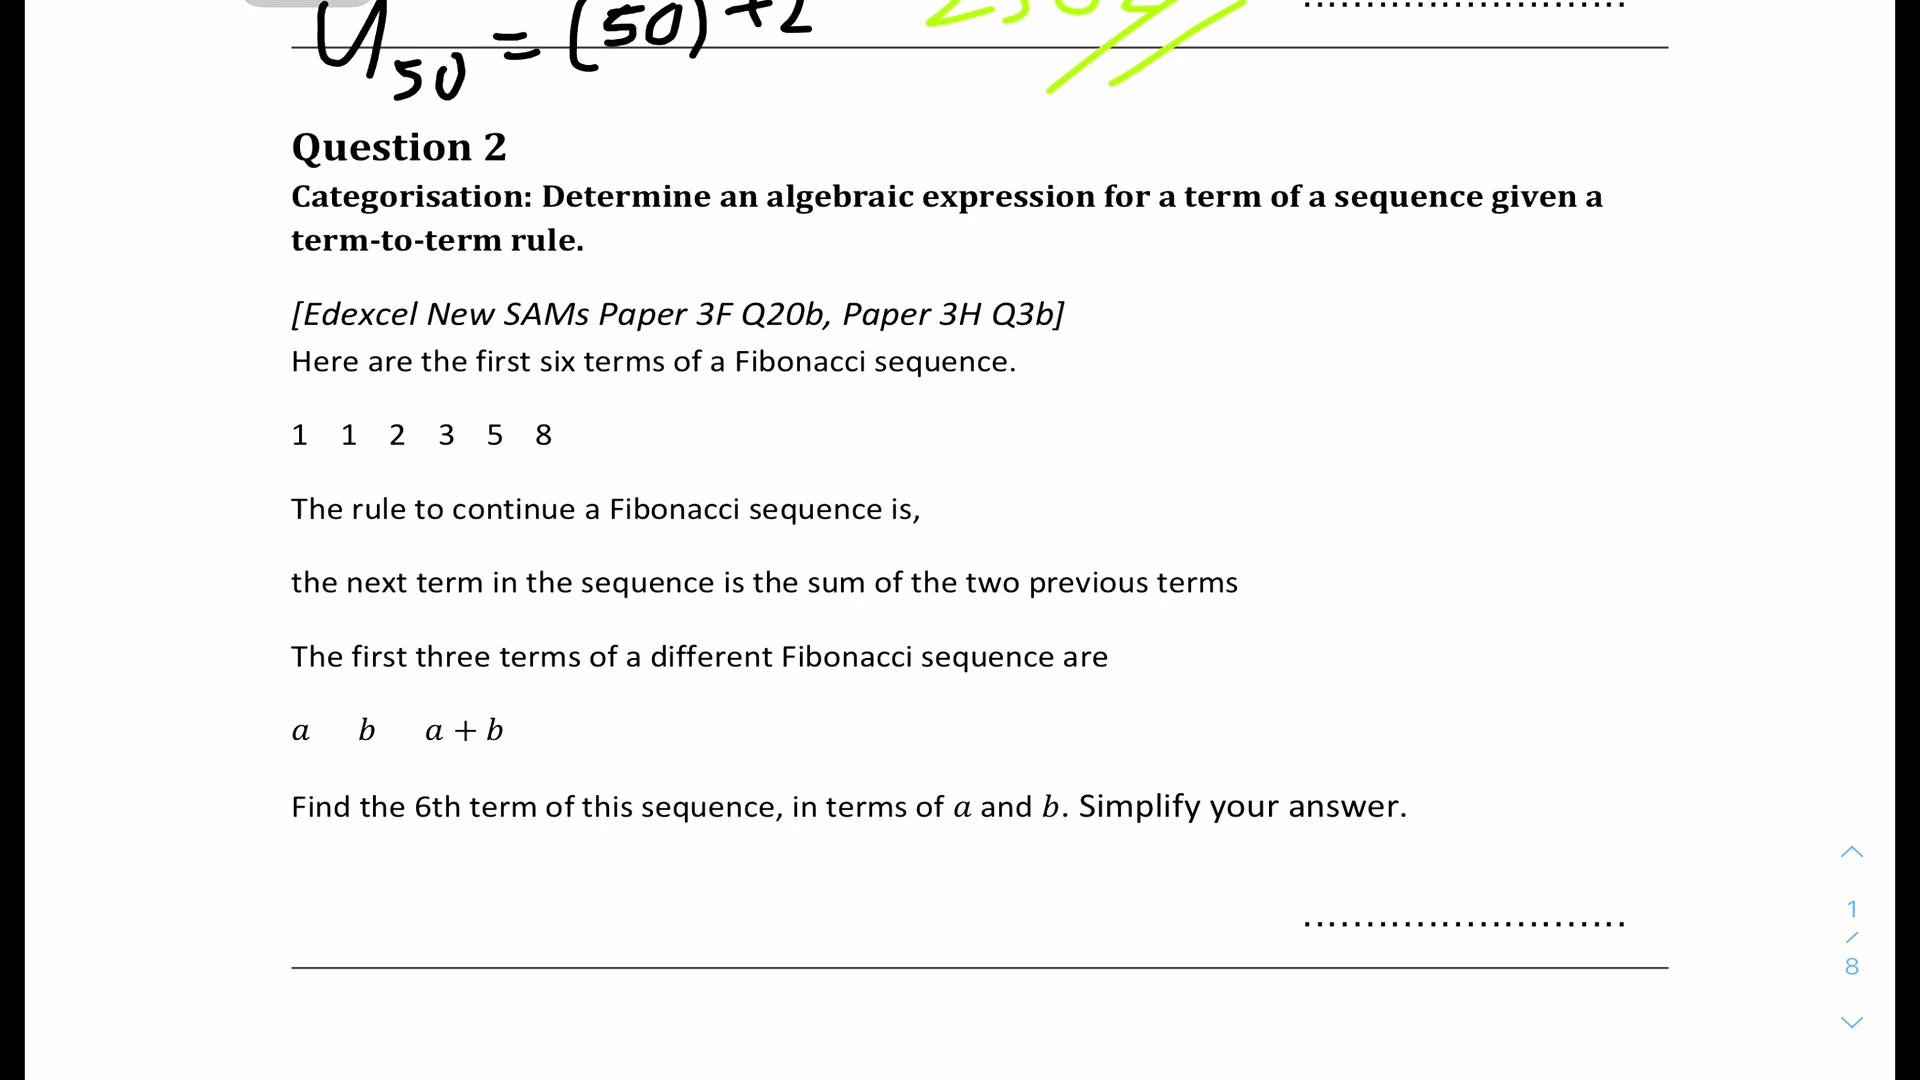 U50 = (50) + 2
Question 2
Categorisation: Determine an algebraic expression for a term of a sequence given a
term-to-term rule.
[Edexcel New SAMs Paper 3F Q20b, Paper 3H Q3b]
Here are the first six terms of a Fibonacci sequence.
1 1 2 3 5 8
The rule to continue a Fibonacci sequence is,
the next term in the sequence is the sum of the two previous terms
The first three terms of a different Fibonacci sequence are
a b a + b
Find the 6th term of this sequence, in terms of a and b. Simplify your answer.
1
/
8